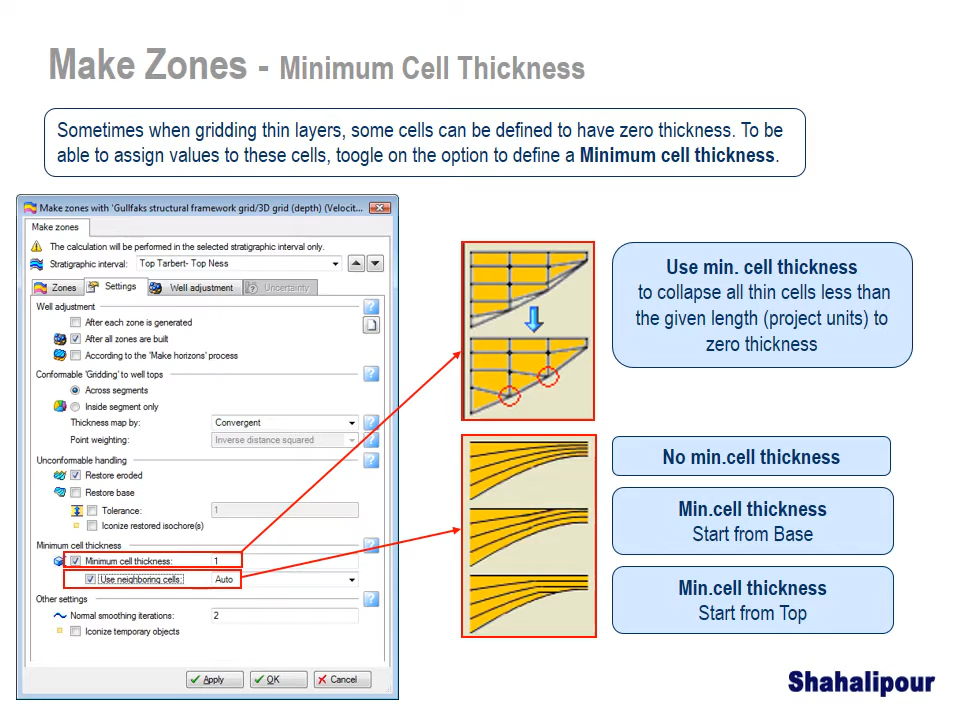 Make Zones - Minimum Cell Thickness
Sometimes when gridding thin layers, some cells can be defined to have zero thickness. To be
able to assign values to these cells, toogle on the option to define a Minimum cell thickness.
Make zones with 'Gullfaks structural framework grid/3D grid (depth) (Velocit...
Make zones
The calculation will be performed in the selected stratigraphic interval only.
Stratigraphic interval: Top Tarbert- Top Ness
Zones Settings Well adjustment Uncertainty
Well adjustment
After each zone is generated
After all zones are built
According to the 'Make horizons' process
Conformable 'Gridding' to well tops
Across segments
Inside segment only
Thickness map by: Convergent
Point weighting: Inverse distance squared
Unconformable handling
Restore eroded
Restore base
Tolerance: 1
Iconize restored isochore(s)
Minimum cell thickness
Minimum cell thickness: 1
Use neighboring cells: Auto
Other settings
Normal smoothing iterations: 2
Iconize temporary objects
Apply OK Cancel
Use min. cell thickness
to collapse all thin cells less than
the given length (project units) to
zero thickness
No min.cell thickness
Min.cell thickness
Start from Base
Min.cell thickness
Start from Top
Shahalipour